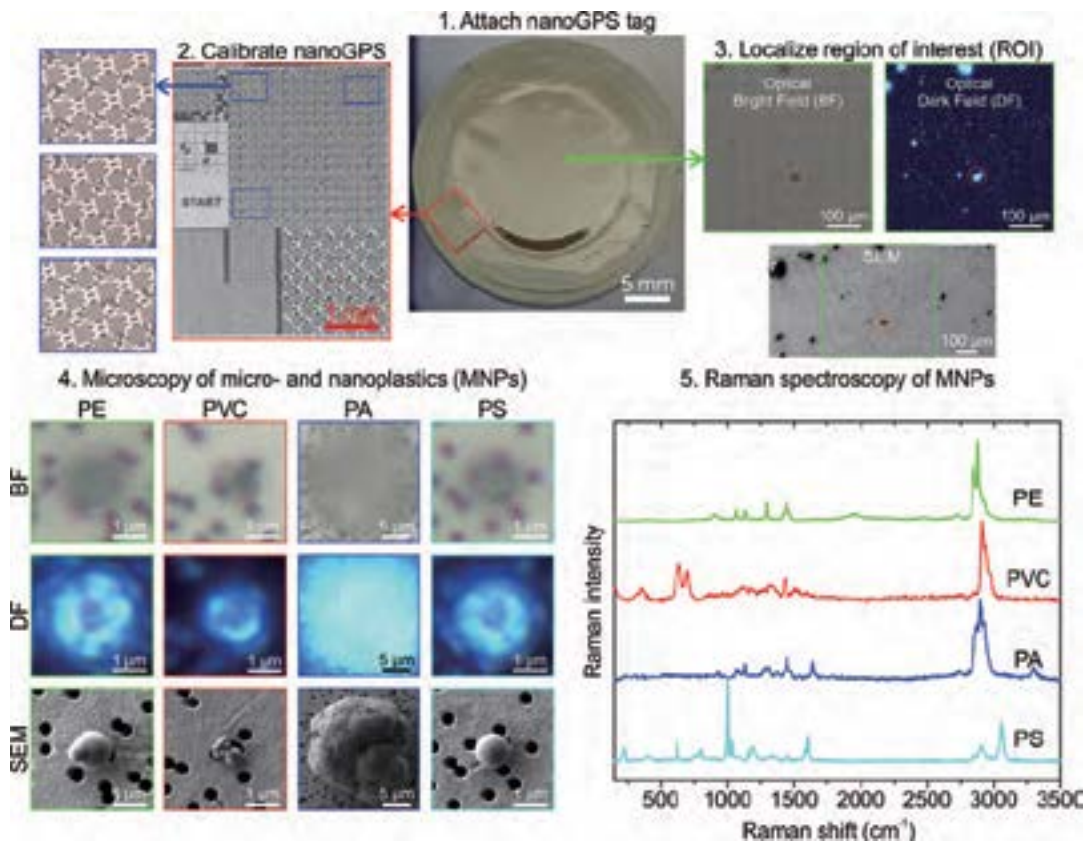 1. Attach nanoGPS tag
2. Calibrate nanoGPS
START
5 mm
3. Localize region of interest (ROI)
Optical
Bright Field (BF)
100 µm
Optical
Dark Field (DF)
100 µm
SEM
100 µm
4. Microscopy of micro- and nanoplastics (MNPs)
PE PVC PA PS
BF
1 µm 1 µm 5 µm 1 µm
DF
1 µm 1 µm 5 µm 1 µm
SEM
1 µm 5 µm 1 µm
5. Raman spectroscopy of MNPs
PE
PVC
PA
PS
Raman intensity
500 1000 1500 2000 2500 3000 3500
Raman shift (cm⁻¹)